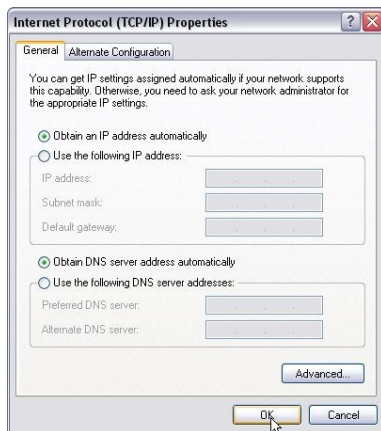 Internet Protocol (TCP/IP) Properties
General
Alternate Configuration
You can get IP settings assigned automatically if your network supports
this capability. Otherwise, you need to ask your network administrator for
the appropriate IP settings.
Obtain an IP address automatically
Use the following IP address:
IP address:
Subnet mask:
Default gateway:
Obtain DNS server address automatically
Use the following DNS server addresses:
Preferred DNS server:
Alternate DNS server:
Advanced...
OK
Cancel